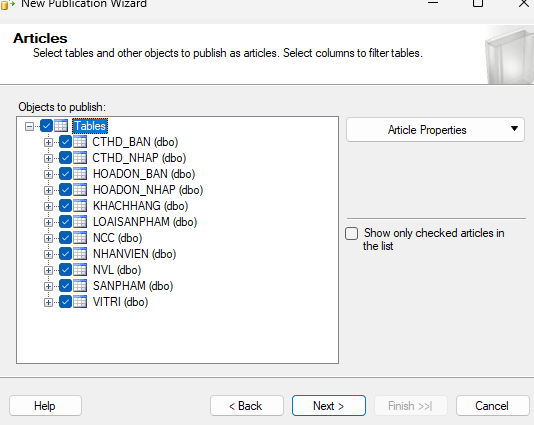 New Publication Wizard
Articles
Select tables and other objects to publish as articles. Select columns to filter tables.
Objects to publish:
Tables
CTHD_BAN (dbo)
CTHD_NHAP (dbo)
HOADON_BAN (dbo)
HOADON_NHAP (dbo)
KHACHHANG (dbo)
LOAISANPHAM (dbo)
NCC (dbo)
NHANVIEN (dbo)
NVL (dbo)
SANPHAM (dbo)
VITRI (dbo)
Article Properties
Show only checked articles in
the list
Help
< Back
Next >
Finish >>|
Cancel